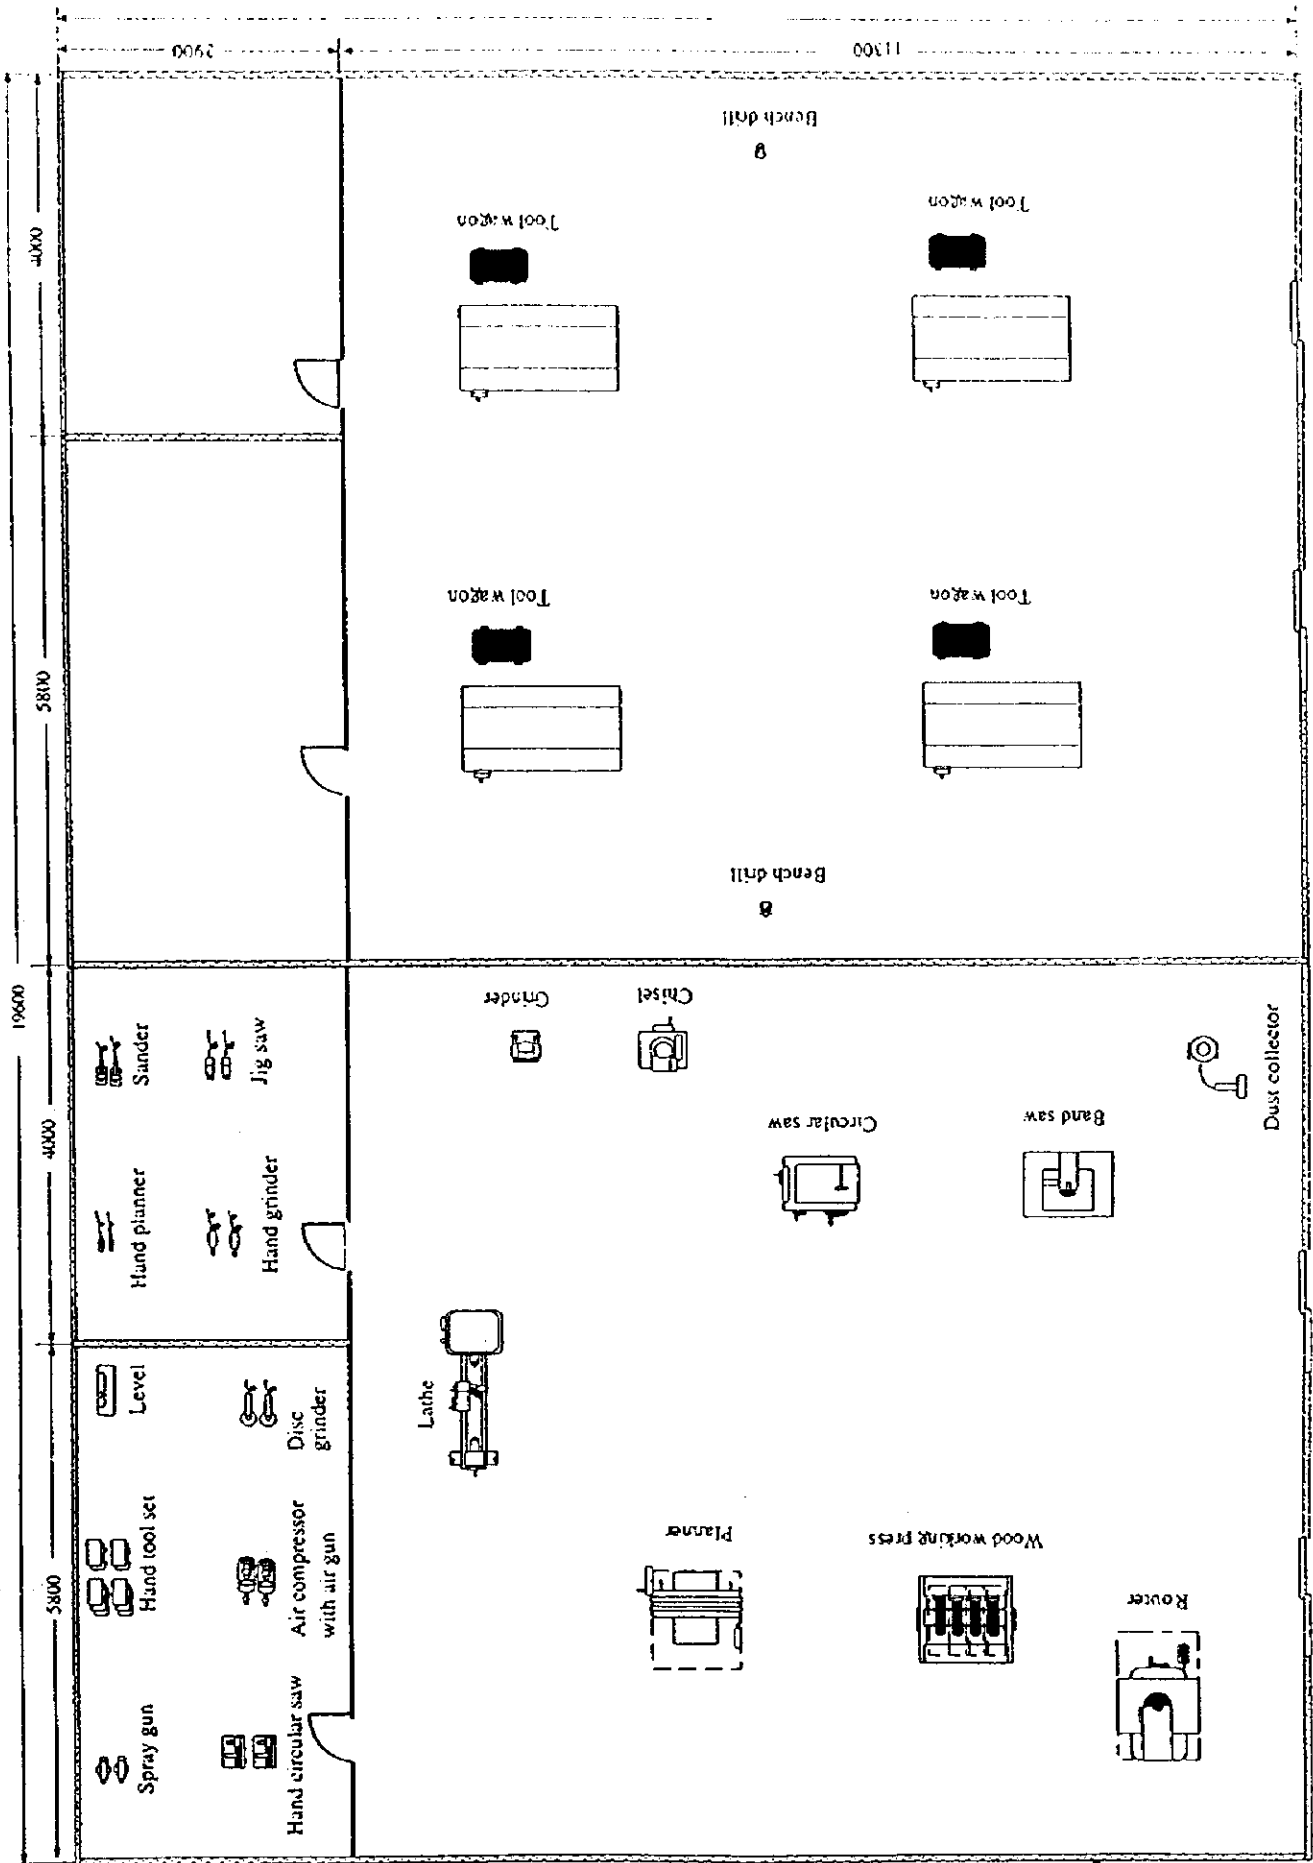 19600
5800
4000
5800
4000
Spray gun
Hand tool set
Level
Hand planner
Sander
Hand circular saw
Air compressor
with air gun
Disc
grinder
Hand grinder
Jig saw
11300
Lathe
Grinder
Chisel
Planner
Circular saw
Wood working press
Band saw
Router
Dust collector
Tool wagon
Tool wagon
Bench drill
Bench drill
Tool wagon
Tool wagon